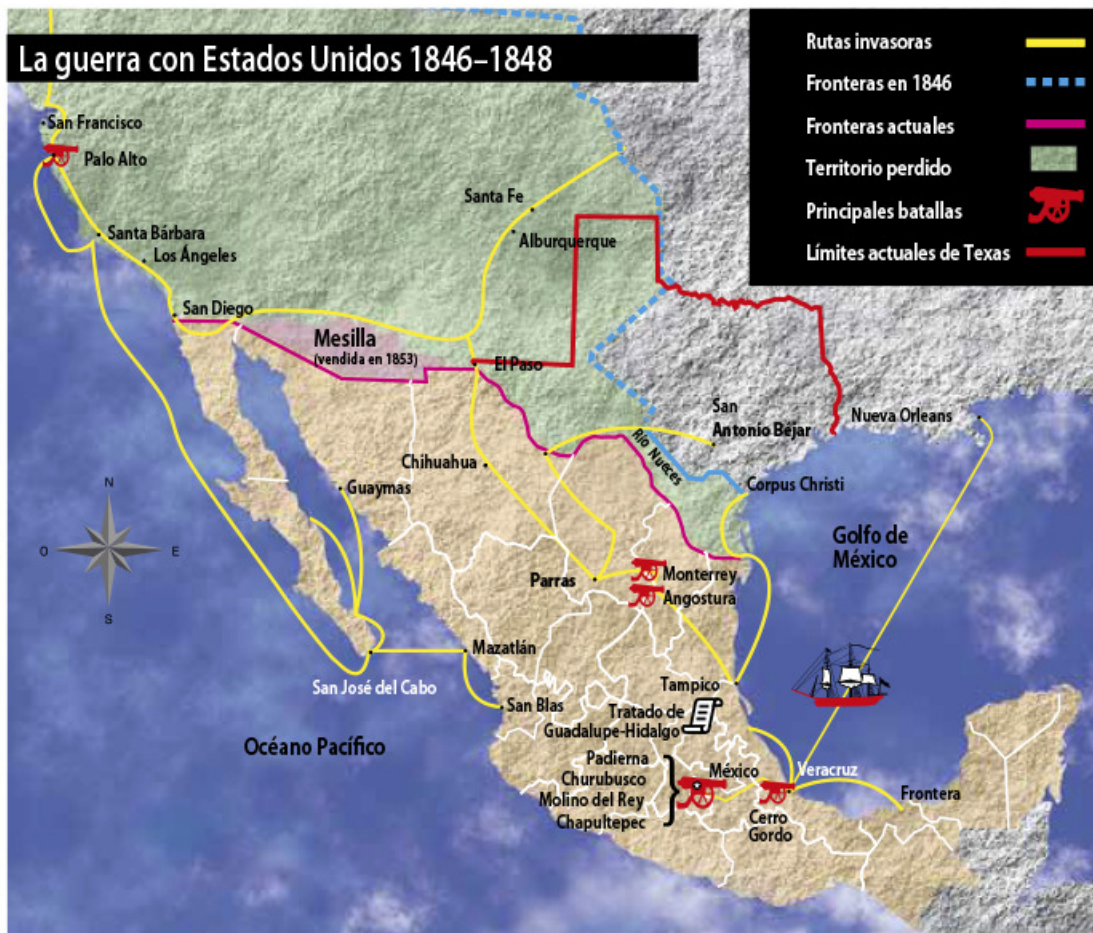 La guerra con Estados Unidos 1846–1848
Rutas invasoras
Fronteras en 1846
Fronteras actuales
Territorio perdido
Principales batallas
Límites actuales de Texas
San Francisco
Palo Alto
Santa Fe
Alburquerque
Santa Bárbara
Los Ángeles
San Diego
Mesilla
(vendida en 1853)
El Paso
San
Antonio Béjar
Nueva Orleans
Río Nueces
Chihuahua
Guaymas
Corpus Christi
N
O
E
S
Golfo de
México
Parras
Monterrey
Angostura
Mazatlán
San José del Cabo
San Blas
Tampico
Tratado de
Guadalupe-Hidalgo
Océano Pacífico
Padierna
Churubusco
Molino del Rey
Chapultepec
México
Veracruz
Cerro
Gordo
Frontera